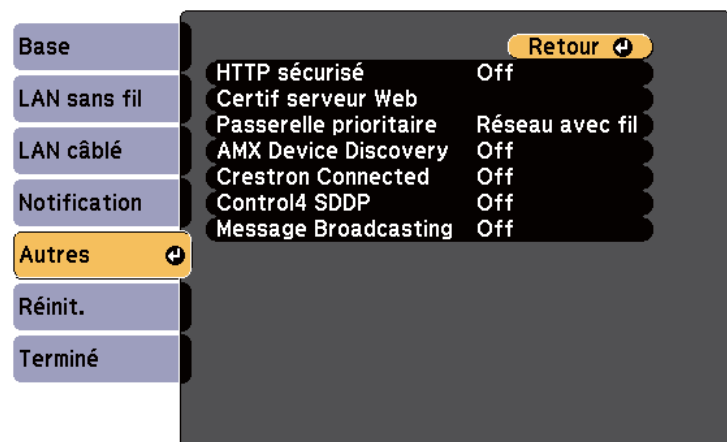 Base
LAN sans fil
LAN câblé
Notification
Autres
Réinit.
Terminé
Retour
HTTP sécurisé Off
Certif serveur Web
Passerelle prioritaire Réseau avec fil
AMX Device Discovery Off
Crestron Connected Off
Control4 SDDP Off
Message Broadcasting Off